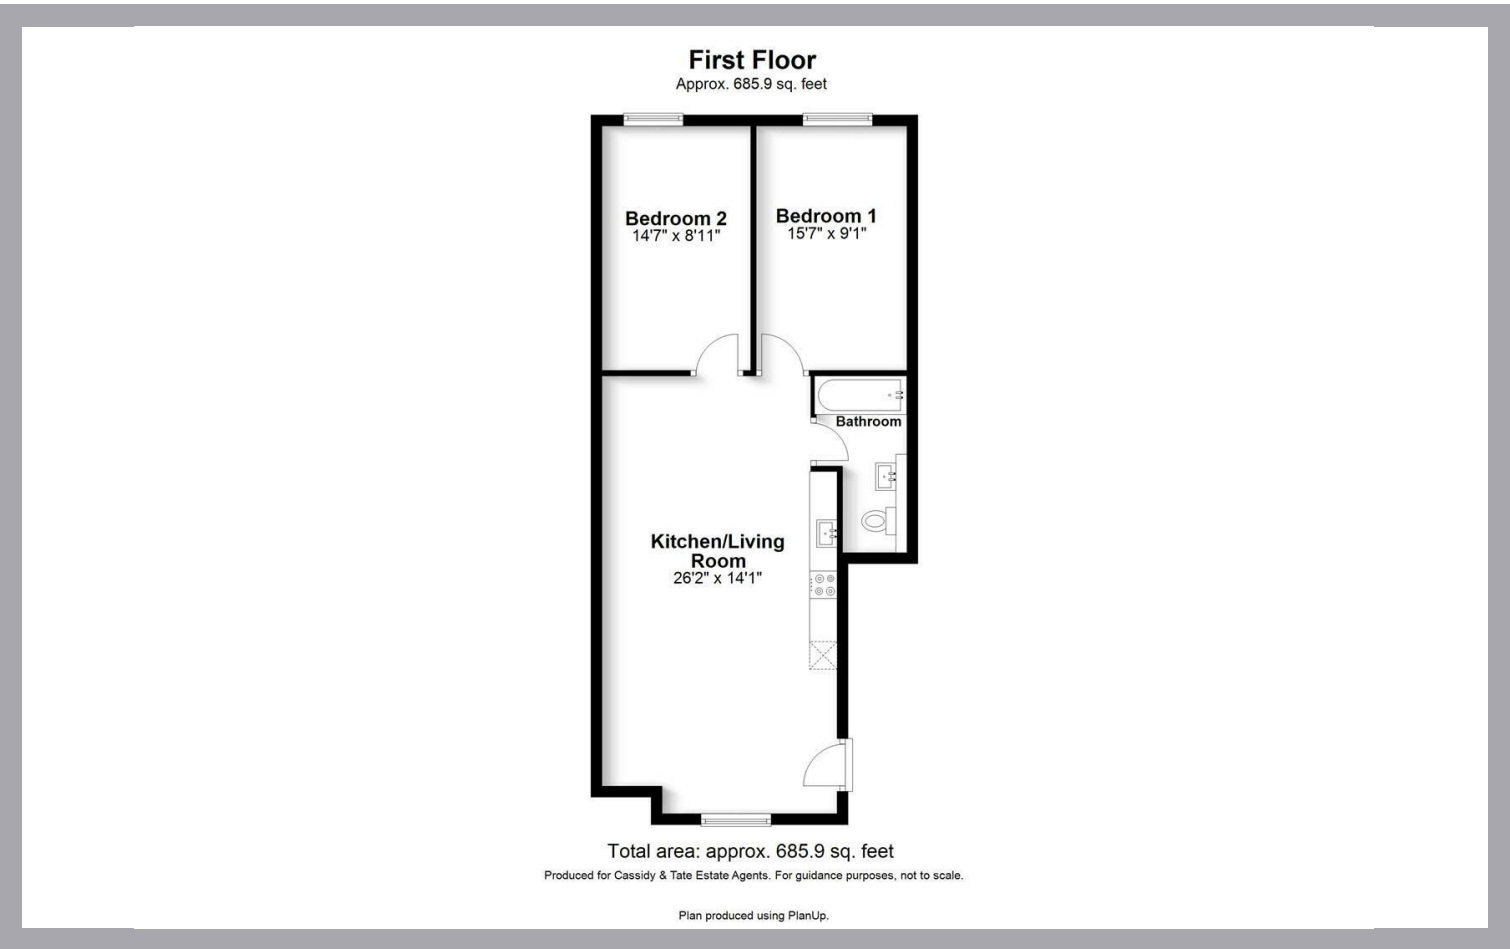 First Floor
Approx. 685.9 sq. feet
Bedroom 2
14'7" x 8'11"
Bedroom 1
15'7" x 9'1"
Bathroom
Kitchen/Living
Room
26'2" x 14'1"
Total area: approx. 685.9 sq. feet
Produced for Cassidy & Tate Estate Agents. For guidance purposes, not to scale.
Plan produced using PlanUp.